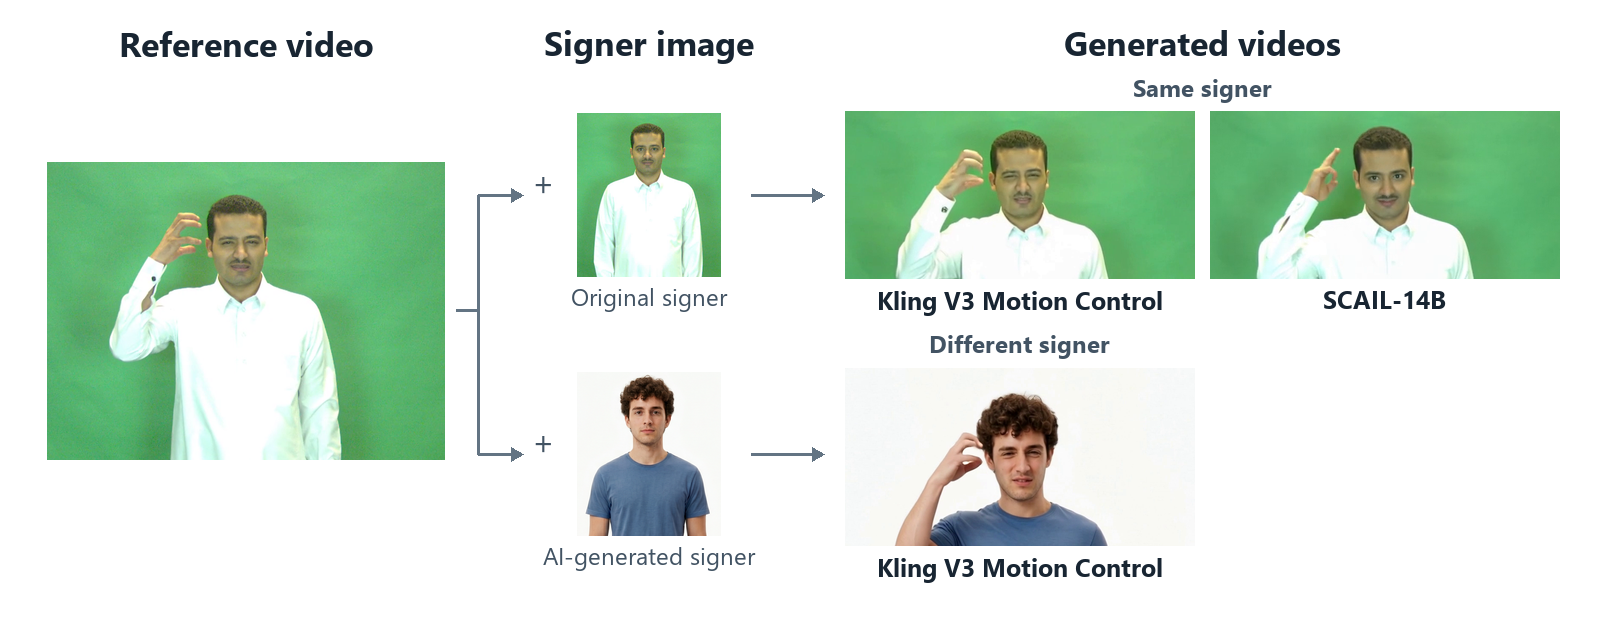 Reference video
Signer image
Generated videos
Same signer
+
Original signer
Kling V3 Motion Control
SCAIL-14B
Different signer
+
AI-generated signer
Kling V3 Motion Control